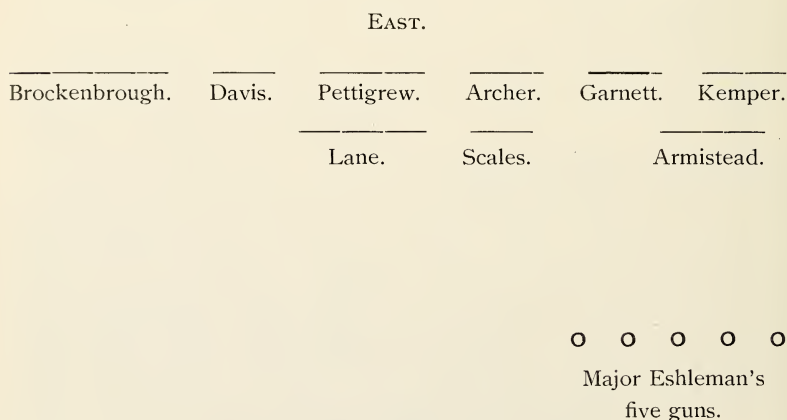 EAST.
Brockenbrough. Davis. Pettigrew. Archer. Garnett. Kemper.
Lane. Scales. Armistead.
o o o o o
Major Eshleman's
five guns.